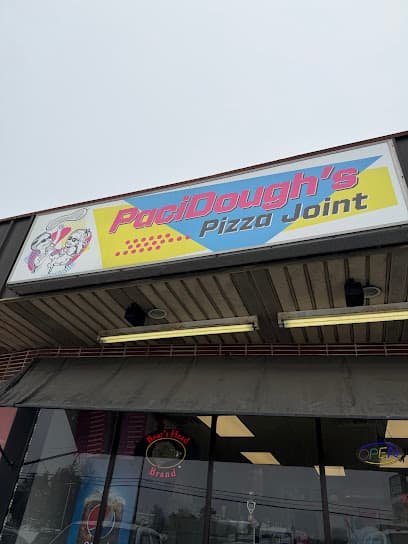 PaciDough's
Pizza Joint
Boar's Head
Brand
OPEN